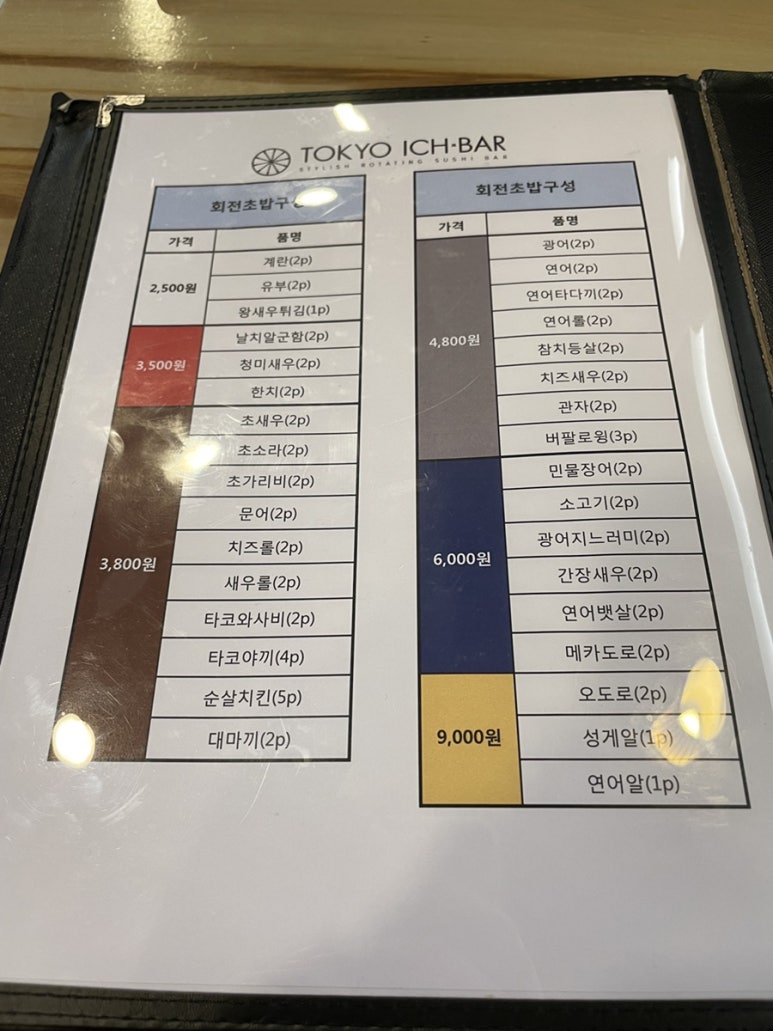 TOKYO ICH·BAR
STYLISH ROTATING SUSHI BAR
회전초밥구성
가격 품명
2,500원
계란(2p)
유부(2p)
왕새우튀김(1p)
3,500원
날치알군함(2p)
청미새우(2p)
한치(2p)
3,800원
초새우(2p)
초소라(2p)
초가리비(2p)
문어(2p)
치즈롤(2p)
새우롤(2p)
타코와사비(2p)
타코야끼(4p)
순살치킨(5p)
대마끼(2p)
회전초밥구성
가격 품명
4,800원
광어(2p)
연어(2p)
연어타다끼(2p)
연어롤(2p)
참치등살(2p)
치즈새우(2p)
관자(2p)
버팔로윙(3p)
6,000원
민물장어(2p)
소고기(2p)
광어지느러미(2p)
간장새우(2p)
연어뱃살(2p)
메카도로(2p)
9,000원
오도로(2p)
성게알(1p)
연어알(1p)